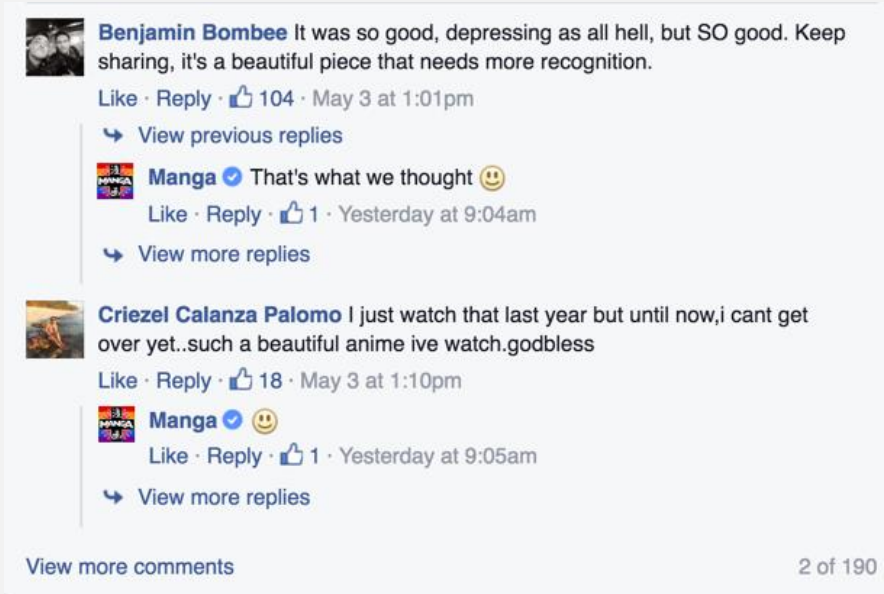 Benjamin Bombee It was so good, depressing as all hell, but SO good. Keep
sharing, it's a beautiful piece that needs more recognition.
Like · Reply · 104 · May 3 at 1:01pm
View previous replies
MANGA
Manga That's what we thought
Like · Reply · 1 · Yesterday at 9:04am
View more replies
Criezel Calanza Palomo I just watch that last year but until now,i cant get
over yet..such a beautiful anime ive watch.godbless
Like · Reply · 18 · May 3 at 1:10pm
MANGA
Manga
Like · Reply · 1 · Yesterday at 9:05am
View more replies
View more comments
2 of 190